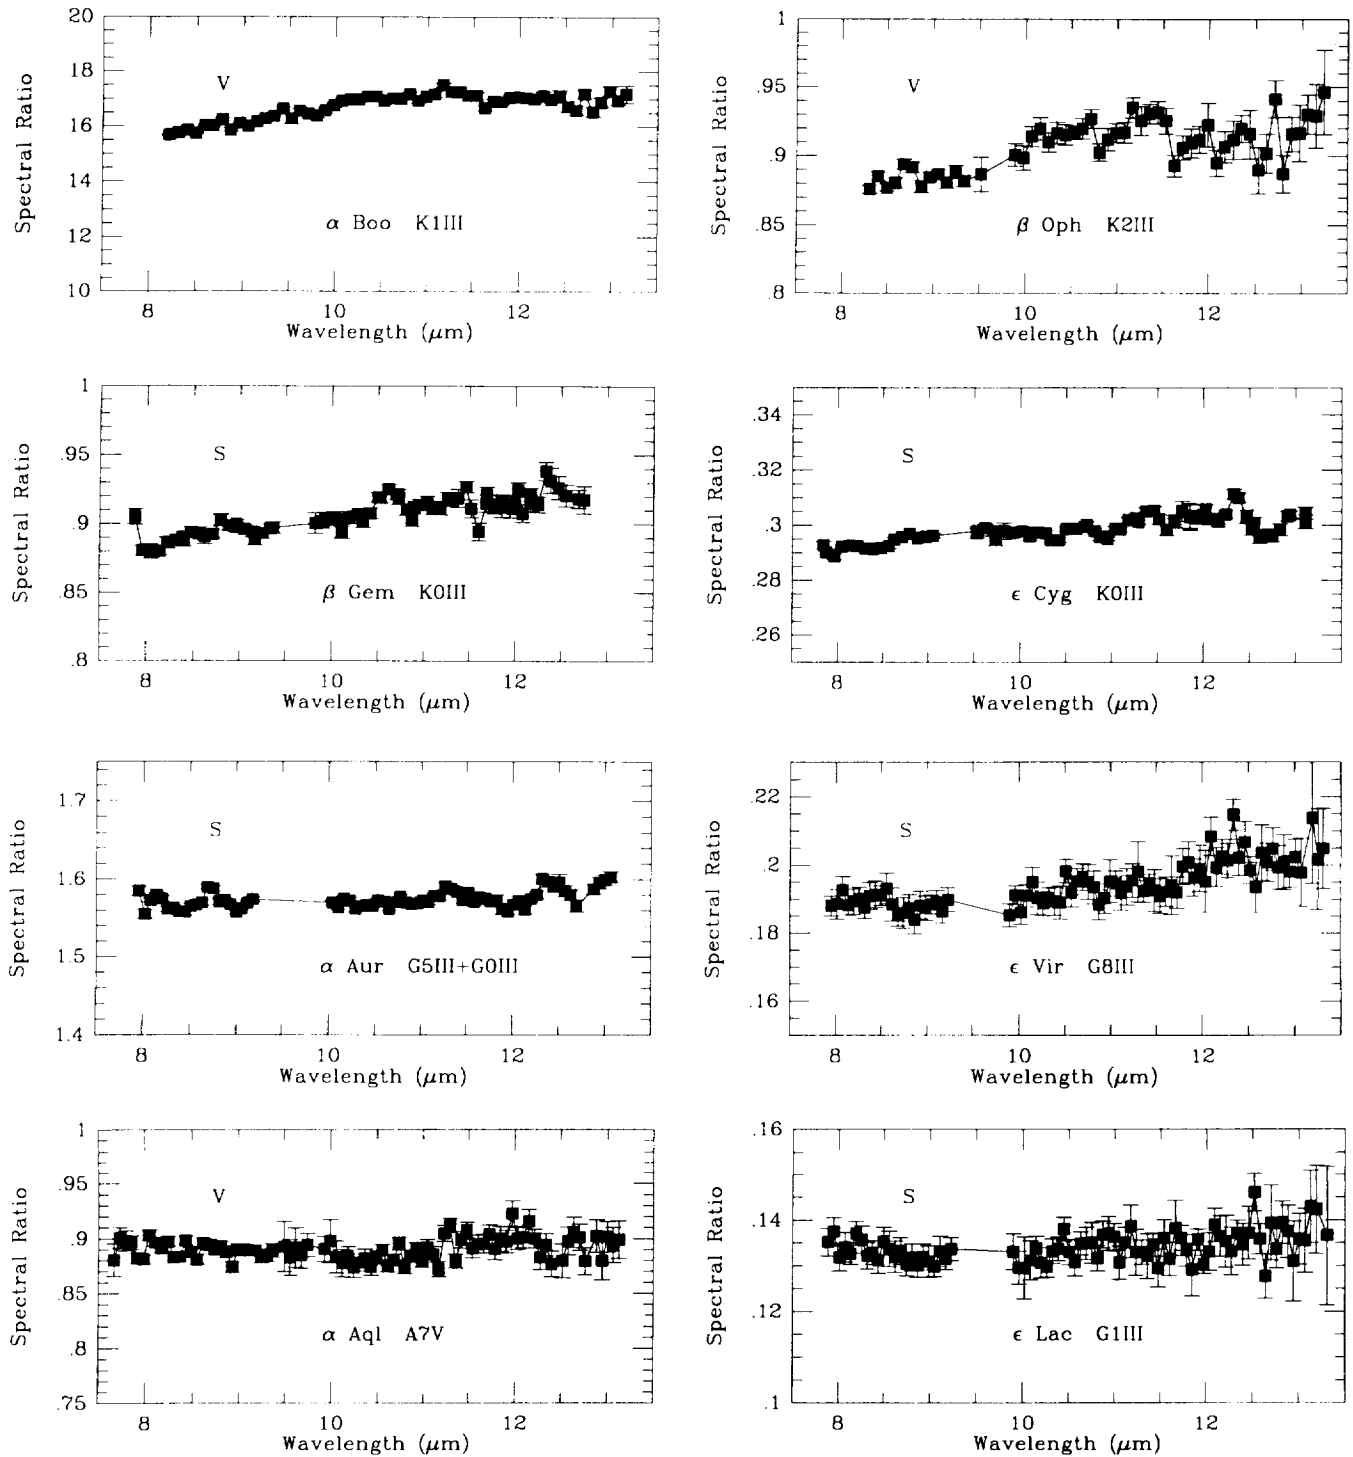 20
18
16
14
12
10
Spectral Ratio
V
α Boo K1III
8 10 12
Wavelength (μm)
1
.95
.9
.85
.8
Spectral Ratio
V
β Oph K2III
8 10 12
Wavelength (μm)
1
.95
.9
.85
.8
Spectral Ratio
S
β Gem K0III
8 10 12
Wavelength (μm)
.34
.32
.3
.28
.26
Spectral Ratio
S
ϵ Cyg K0III
8 10 12
Wavelength (μm)
1.7
1.6
1.5
1.4
Spectral Ratio
S
α Aur G5III+G0III
8 10 12
Wavelength (μm)
.22
.2
.18
.16
Spectral Ratio
S
ϵ Vir G8III
8 10 12
Wavelength (μm)
1
.95
.9
.85
.8
.75
Spectral Ratio
V
α Aql A7V
8 10 12
Wavelength (μm)
.16
.14
.12
.1
Spectral Ratio
S
ϵ Lac G1III
8 10 12
Wavelength (μm)